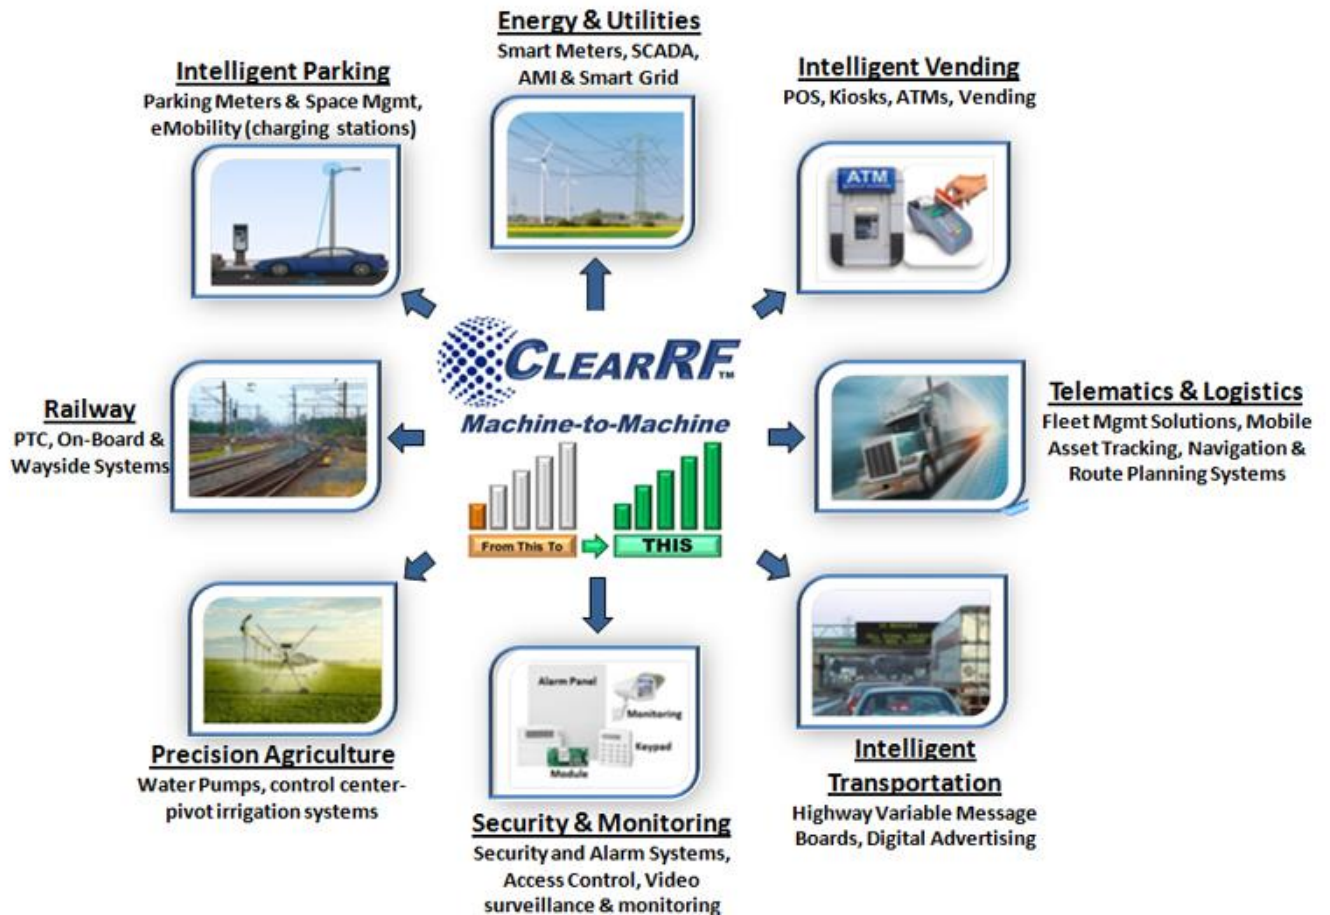 Energy & Utilities
Smart Meters, SCADA,
AMI & Smart Grid
Intelligent Parking
Parking Meters & Space Mgmt,
eMobility (charging stations)
Intelligent Vending
POS, Kiosks, ATMs, Vending
ATM
CLEARRF™
Machine-to-Machine
From This To
THIS
Railway
PTC, On-Board &
Wayside Systems
Telematics & Logistics
Fleet Mgmt Solutions, Mobile
Asset Tracking, Navigation &
Route Planning Systems
Precision Agriculture
Water Pumps, control center-
pivot irrigation systems
Alarm Panel
Monitoring
Keypad
Module
Security & Monitoring
Security and Alarm Systems,
Access Control, Video
surveillance & monitoring
Intelligent
Transportation
Highway Variable Message
Boards, Digital Advertising